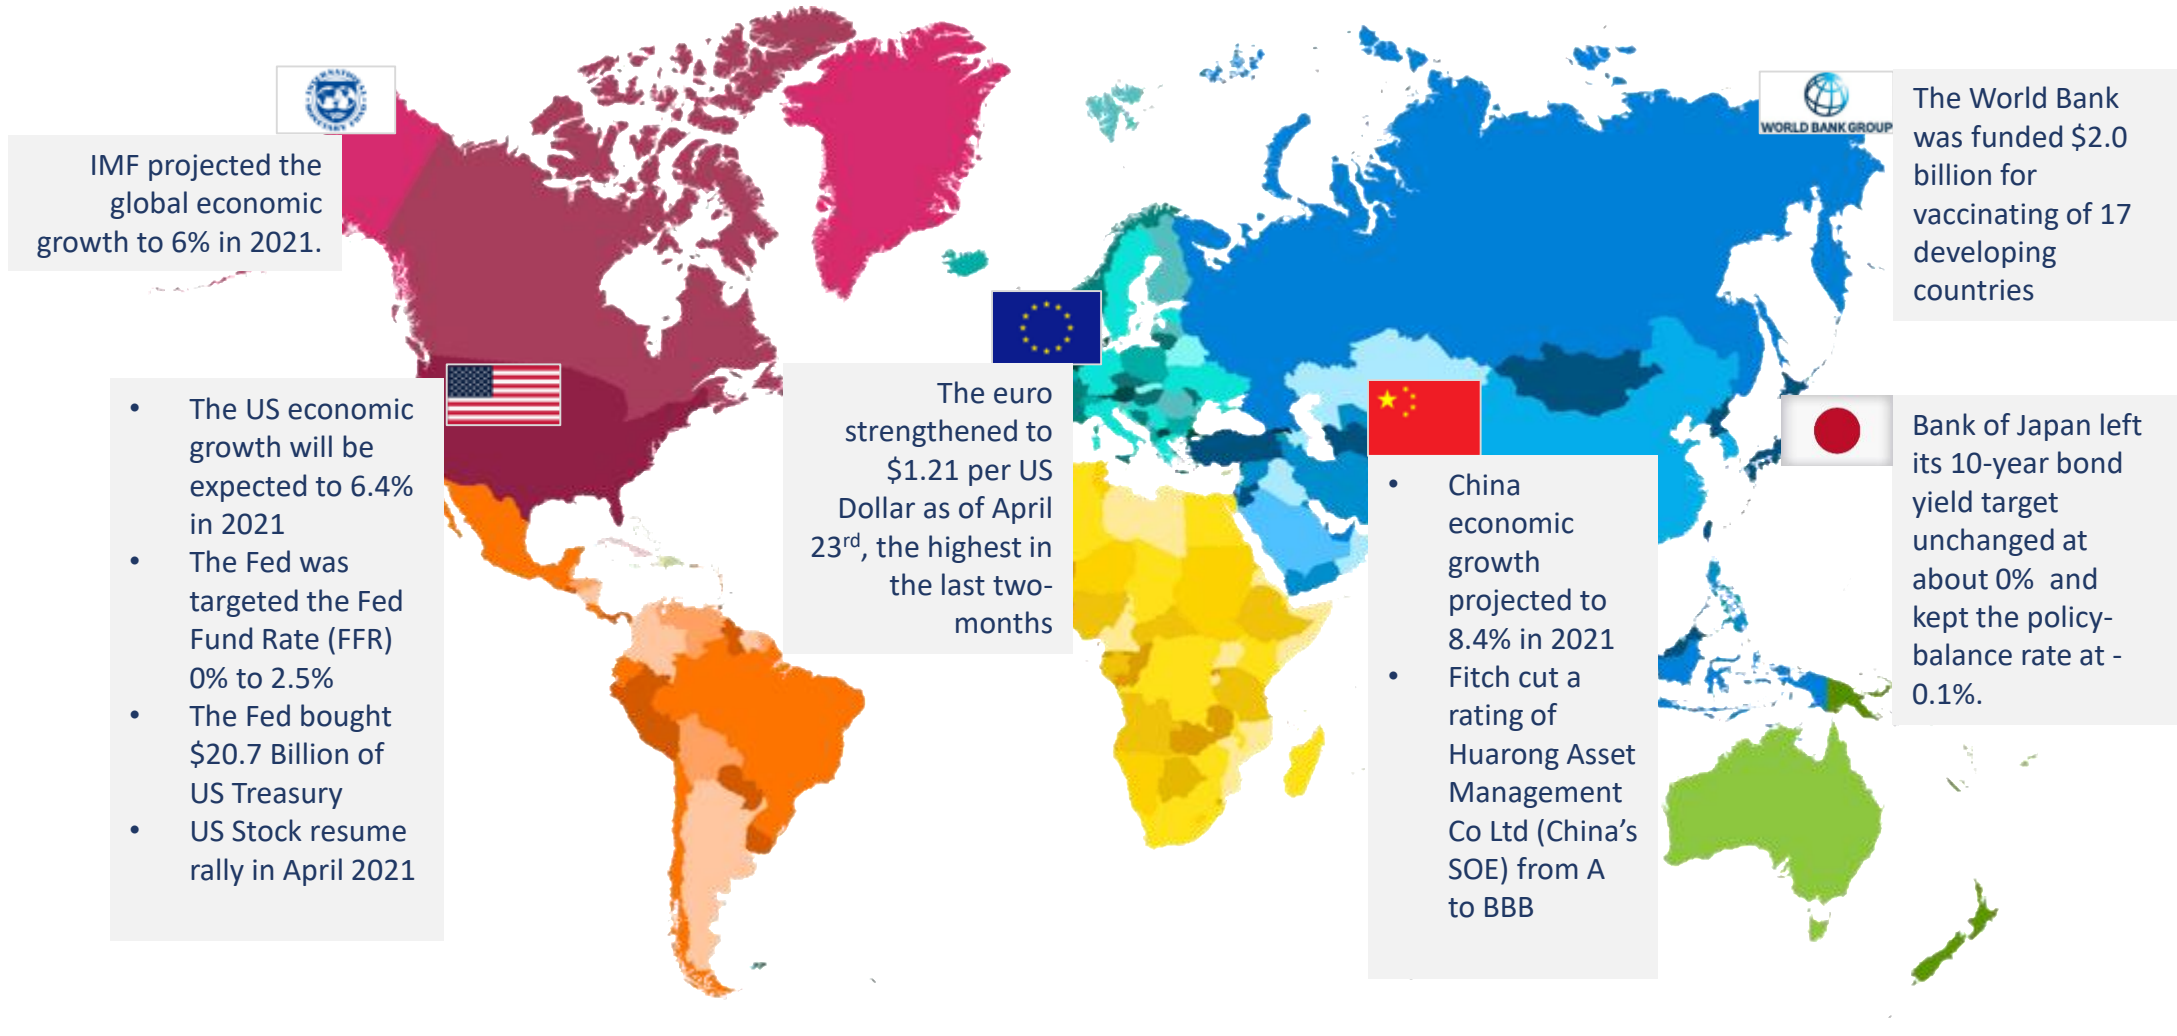 IMF projected the
global economic
growth to 6% in 2021.
WORLD BANK GROUP
The World Bank
was funded $2.0
billion for
vaccinating of 17
developing
countries
• The US economic
growth will be
expected to 6.4%
in 2021
• The Fed was
targeted the Fed
Fund Rate (FFR)
0% to 2.5%
• The Fed bought
$20.7 Billion of
US Treasury
• US Stock resume
rally in April 2021
The euro
strengthened to
$1.21 per US
Dollar as of April
23rd, the highest in
the last two-
months
• China
economic
growth
projected to
8.4% in 2021
• Fitch cut a
rating of
Huarong Asset
Management
Co Ltd (China’s
SOE) from A
to BBB
Bank of Japan left
its 10-year bond
yield target
unchanged at
about 0%  and
kept the policy-
balance rate at -
0.1%.